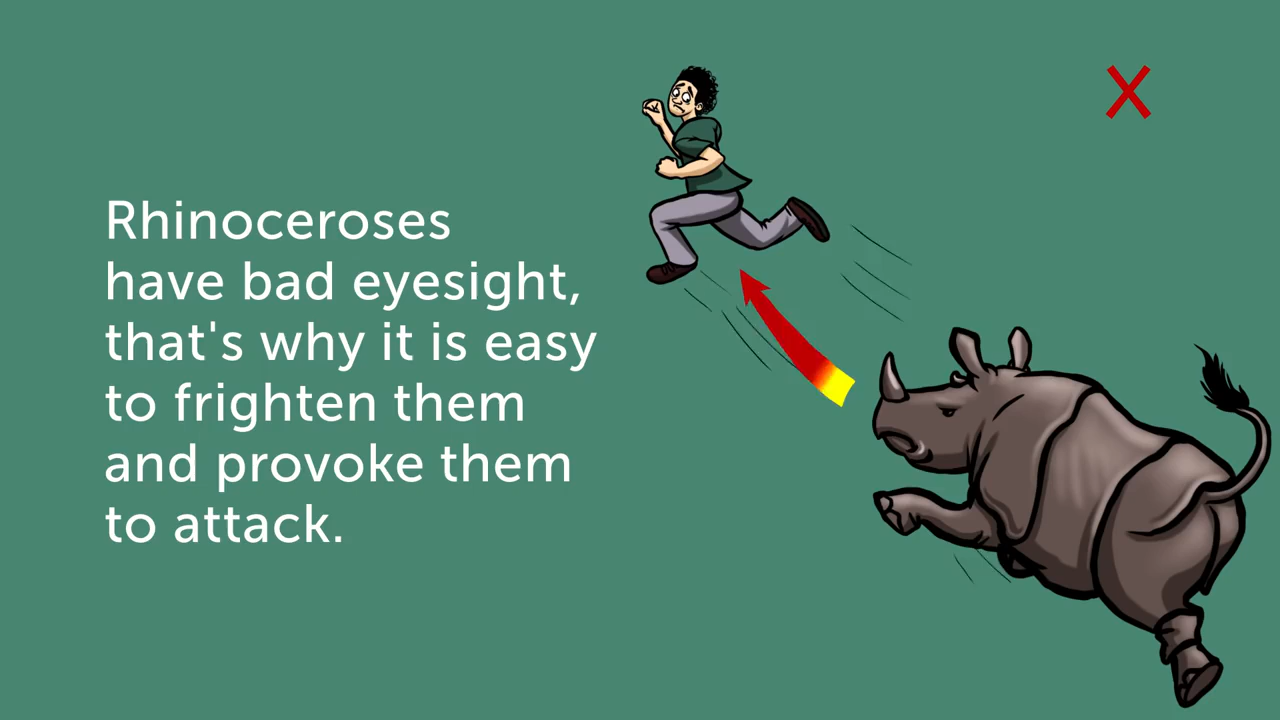 Rhinoceroses
have bad eyesight,
that's why it is easy
to frighten them
and provoke them
to attack.